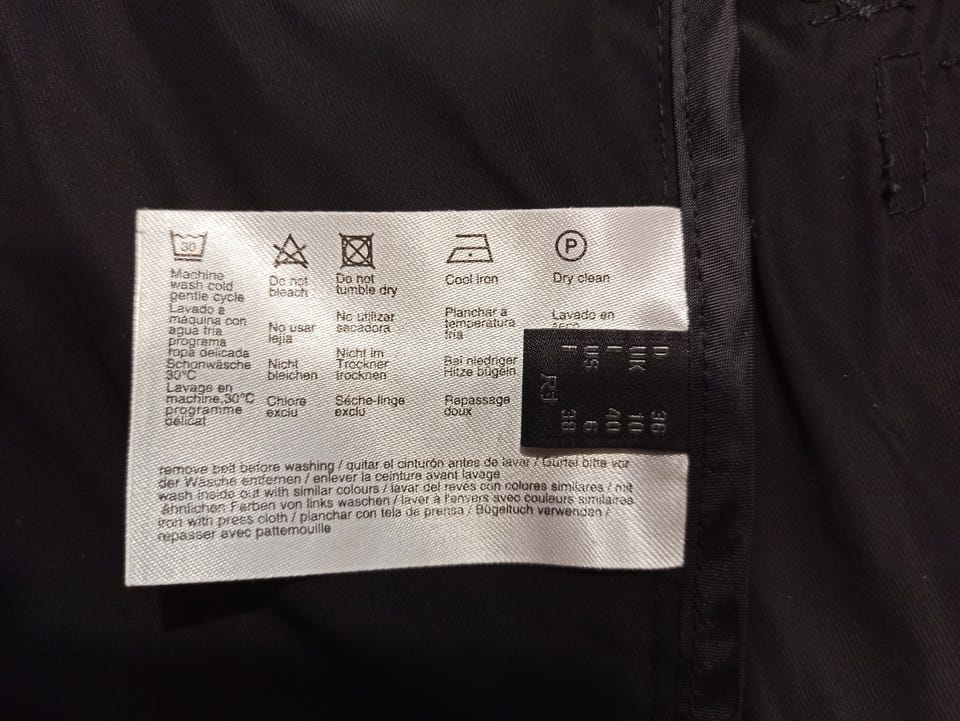 30
Machine
wash cold
gentle cycle
Lavado a
máquina con
agua fria
programa
ropa delicada
Schonwäsche
30°C
Lavage en
machine,30°C
programme
délicat
Do not
bleach
No usar
lejia
Nicht
bleichen
Chlore
exclu
Do not
tumble dry
No utilizar
secadora
Nicht im
Trockner
trocknen
Séche-linge
exclu
Cool iron
Planchar a
temperatura
fria
Bei niedriger
Hitze bügeln
Repassage
doux
P
Dry clean
Lavado en
seco
D 36
UK 10
I 40
US 6
F 38
remove belt before washing / quitar el cinturón antes de lavar / Gürtel bitte vor
der Wäsche entfernen / enlever la ceinture avant lavage
wash inside out with similar colours / lavar del revés con colores similares / mit
ähnlichen Farben von links waschen / laver à l'envers avec couleurs similaires
iron with press cloth / planchar con tela de prensa / Bügeltuch verwenden /
repasser avec pattemouille